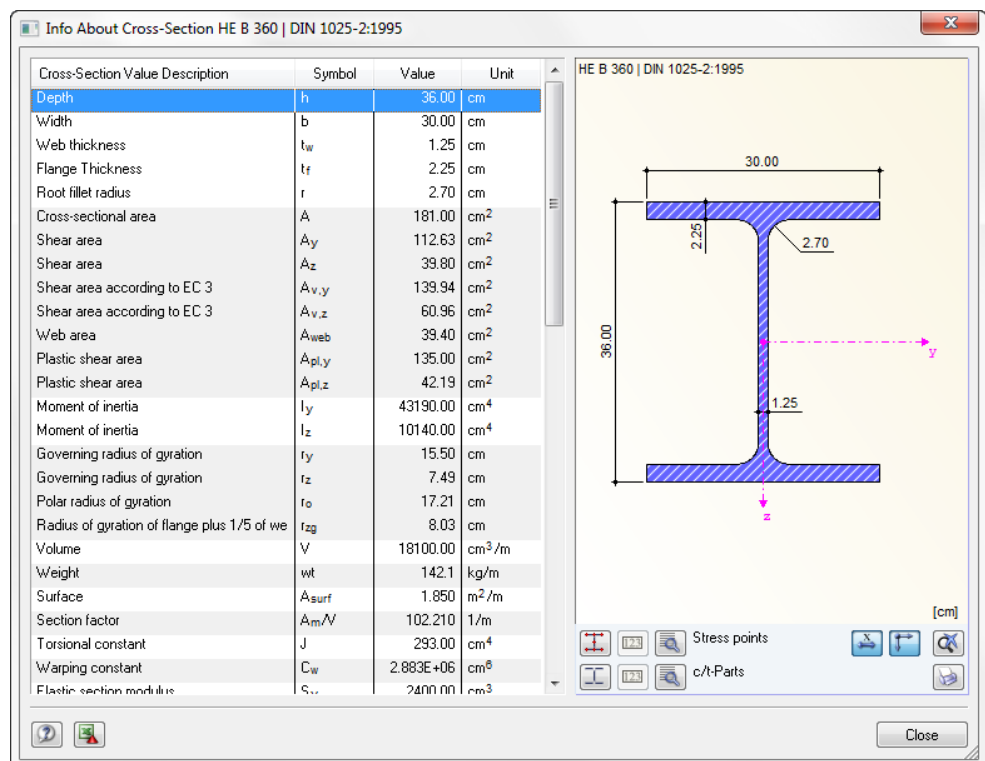 Info About Cross-Section HE B 360 | DIN 1025-2:1995
Cross-Section Value Description Symbol Value Unit
Depth h 36.00 cm
Width b 30.00 cm
Web thickness tw 1.25 cm
Flange Thickness tf 2.25 cm
Root fillet radius r 2.70 cm
Cross-sectional area A 181.00 cm2
Shear area Ay 112.63 cm2
Shear area Az 39.80 cm2
Shear area according to EC 3 Av,y 139.94 cm2
Shear area according to EC 3 Av,z 60.96 cm2
Web area Aweb 39.40 cm2
Plastic shear area Apl,y 135.00 cm2
Plastic shear area Apl,z 42.19 cm2
Moment of inertia Iy 43190.00 cm4
Moment of inertia Iz 10140.00 cm4
Governing radius of gyration ry 15.50 cm
Governing radius of gyration rz 7.49 cm
Polar radius of gyration ro 17.21 cm
Radius of gyration of flange plus 1/5 of we rzg 8.03 cm
Volume V 18100.00 cm3/m
Weight wt 142.1 kg/m
Surface Asurf 1.850 m2/m
Section factor Am/V 102.210 1/m
Torsional constant J 293.00 cm4
Warping constant Cw 2.883E+06 cm6
Elastic section modulus Sy 2400.00 cm3
HE B 360 | DIN 1025-2:1995
30.00
2.25
2.70
36.00
y
1.25
z
[cm]
123
Stress points
x
123
c/t-Parts
Close